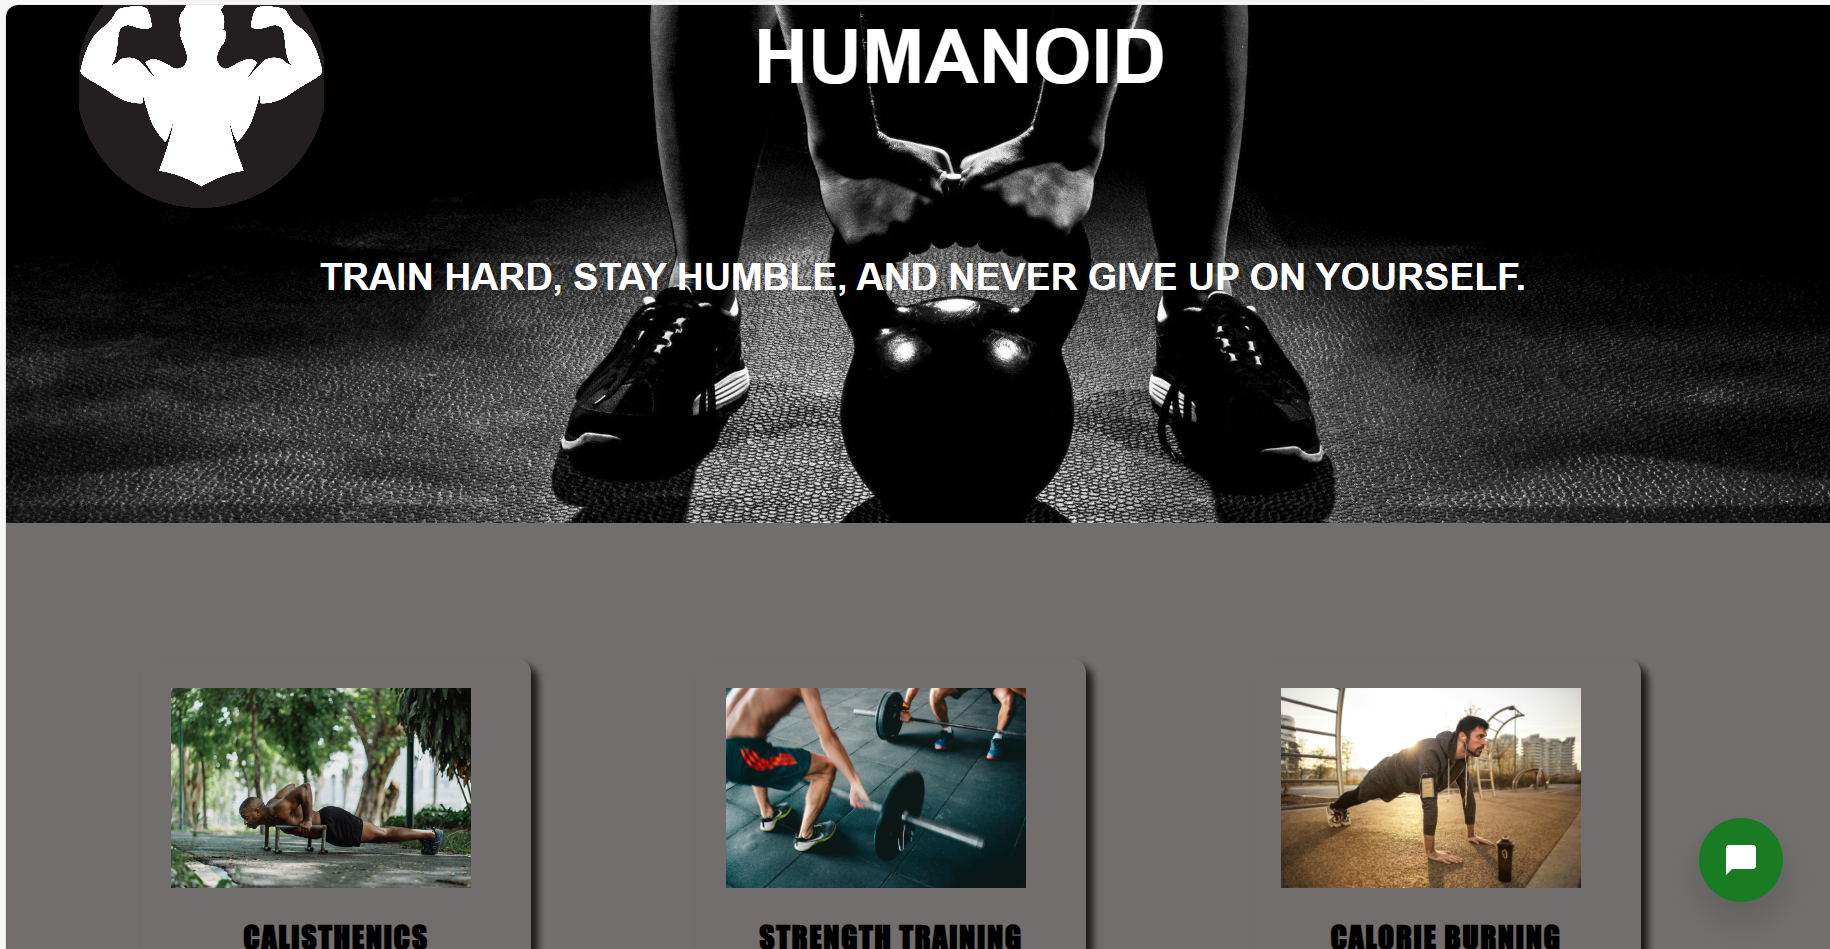 HUMANOID
TRAIN HARD, STAY HUMBLE, AND NEVER GIVE UP ON YOURSELF.
CALISTHENICS
STRENGTH TRAINING
CALORIE BURNING